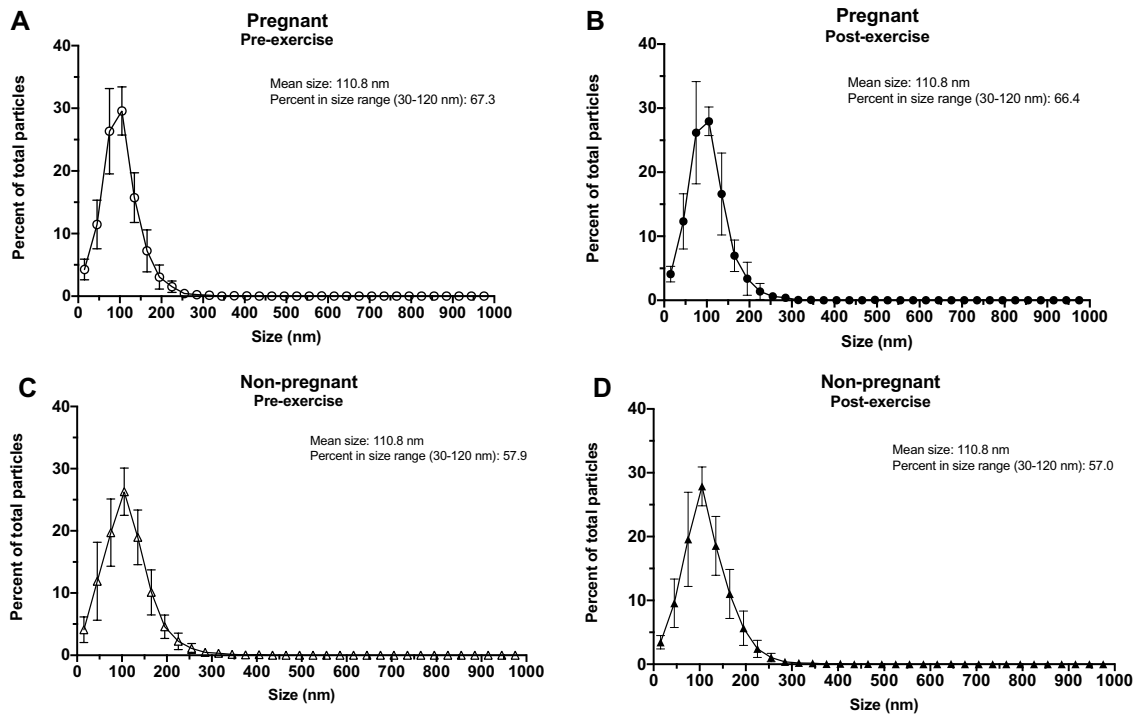 A
Pregnant
Pre-exercise
Mean size: 110.8 nm
Percent in size range (30-120 nm): 67.3
Percent of total particles
40
30
20
10
0
0 100 200 300 400 500 600 700 800 900 1000
Size (nm)
B
Pregnant
Post-exercise
Mean size: 110.8 nm
Percent in size range (30-120 nm): 66.4
Percent of total particles
40
30
20
10
0
0 100 200 300 400 500 600 700 800 900 1000
Size (nm)
C
Non-pregnant
Pre-exercise
Mean size: 110.8 nm
Percent in size range (30-120 nm): 57.9
Percent of total particles
40
30
20
10
0
0 100 200 300 400 500 600 700 800 900 1000
Size (nm)
D
Non-pregnant
Post-exercise
Mean size: 110.8 nm
Percent in size range (30-120 nm): 57.0
Percent of total particles
40
30
20
10
0
0 100 200 300 400 500 600 700 800 900 1000
Size (nm)